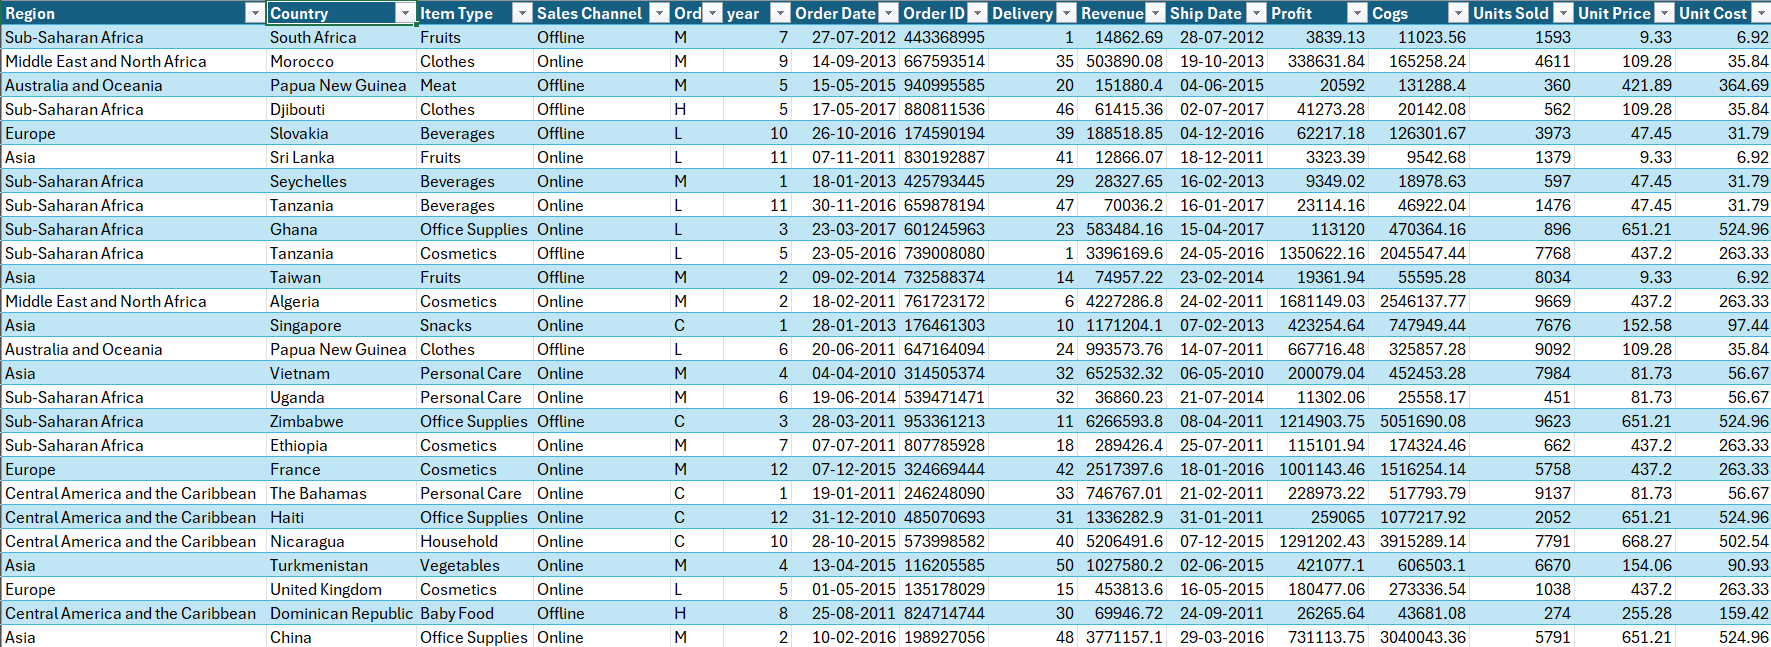 Region Country Item Type Sales Channel Ord year Order Date Order ID Delivery Revenue Ship Date Profit Cogs Units Sold Unit Price Unit Cost
Sub-Saharan Africa South Africa Fruits Offline M 7 27-07-2012 443368995 1 14862.69 28-07-2012 3839.13 11023.56 1593 9.33 6.92
Middle East and North Africa Morocco Clothes Online M 9 14-09-2013 667593514 35 503890.08 19-10-2013 338631.84 165258.24 4611 109.28 35.84
Australia and Oceania Papua New Guinea Meat Offline M 5 15-05-2015 940995585 20 151880.4 04-06-2015 20592 131288.4 360 421.89 364.69
Sub-Saharan Africa Djibouti Clothes Offline H 5 17-05-2017 880811536 46 61415.36 02-07-2017 41273.28 20142.08 562 109.28 35.84
Europe Slovakia Beverages Offline L 10 26-10-2016 174590194 39 188518.85 04-12-2016 62217.18 126301.67 3973 47.45 31.79
Asia Sri Lanka Fruits Online L 11 07-11-2011 830192887 41 12866.07 18-12-2011 3323.39 9542.68 1379 9.33 6.92
Sub-Saharan Africa Seychelles Beverages Online M 1 18-01-2013 425793445 29 28327.65 16-02-2013 9349.02 18978.63 597 47.45 31.79
Sub-Saharan Africa Tanzania Beverages Online L 11 30-11-2016 659878194 47 70036.2 16-01-2017 23114.16 46922.04 1476 47.45 31.79
Sub-Saharan Africa Ghana Office Supplies Online L 3 23-03-2017 601245963 23 583484.16 15-04-2017 113120 470364.16 896 651.21 524.96
Sub-Saharan Africa Tanzania Cosmetics Offline L 5 23-05-2016 739008080 1 3396169.6 24-05-2016 1350622.16 2045547.44 7768 437.2 263.33
Asia Taiwan Fruits Offline M 2 09-02-2014 732588374 14 74957.22 23-02-2014 19361.94 55595.28 8034 9.33 6.92
Middle East and North Africa Algeria Cosmetics Online M 2 18-02-2011 761723172 6 4227286.8 24-02-2011 1681149.03 2546137.77 9669 437.2 263.33
Asia Singapore Snacks Online C 1 28-01-2013 176461303 10 1171204.1 07-02-2013 423254.64 747949.44 7676 152.58 97.44
Australia and Oceania Papua New Guinea Clothes Offline L 6 20-06-2011 647164094 24 993573.76 14-07-2011 667716.48 325857.28 9092 109.28 35.84
Asia Vietnam Personal Care Online M 4 04-04-2010 314505374 32 652532.32 06-05-2010 200079.04 452453.28 7984 81.73 56.67
Sub-Saharan Africa Uganda Personal Care Online M 6 19-06-2014 539471471 32 36860.23 21-07-2014 11302.06 25558.17 451 81.73 56.67
Sub-Saharan Africa Zimbabwe Office Supplies Offline C 3 28-03-2011 953361213 11 6266593.8 08-04-2011 1214903.75 5051690.08 9623 651.21 524.96
Sub-Saharan Africa Ethiopia Cosmetics Online M 7 07-07-2011 807785928 18 289426.4 25-07-2011 115101.94 174324.46 662 437.2 263.33
Europe France Cosmetics Online M 12 07-12-2015 324669444 42 2517397.6 18-01-2016 1001143.46 1516254.14 5758 437.2 263.33
Central America and the Caribbean The Bahamas Personal Care Online C 1 19-01-2011 246248090 33 746767.01 21-02-2011 228973.22 517793.79 9137 81.73 56.67
Central America and the Caribbean Haiti Office Supplies Online C 12 31-12-2010 485070693 31 1336282.9 31-01-2011 259065 1077217.92 2052 651.21 524.96
Central America and the Caribbean Nicaragua Household Online C 10 28-10-2015 573998582 40 5206491.6 07-12-2015 1291202.43 3915289.14 7791 668.27 502.54
Asia Turkmenistan Vegetables Online M 4 13-04-2015 116205585 50 1027580.2 02-06-2015 421077.1 606503.1 6670 154.06 90.93
Europe United Kingdom Cosmetics Online L 5 01-05-2015 135178029 15 453813.6 16-05-2015 180477.06 273336.54 1038 437.2 263.33
Central America and the Caribbean Dominican Republic Baby Food Offline H 8 25-08-2011 824714744 30 69946.72 24-09-2011 26265.64 43681.08 274 255.28 159.42
Asia China Office Supplies Online M 2 10-02-2016 198927056 48 3771157.1 29-03-2016 731113.75 3040043.36 5791 651.21 524.96